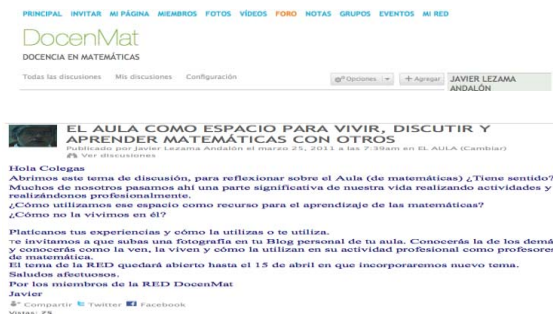 PRINCIPAL INVITAR MI PÁGINA MIEMBROS FOTOS VÍDEOS FORO NOTAS GRUPOS EVENTOS MI RED
DocenMat
DOCENCIA EN MATEMÁTICAS
Todas las discusiones Mis discusiones Configuración
Opciones + Agregar JAVIER LEZAMA
ANDALÓN
EL AULA COMO ESPACIO PARA VIVIR, DISCUTIR Y
APRENDER MATEMÁTICAS CON OTROS
Publicado por Javier Lezama Andalón el marzo 25, 2011 a las 7:39am en EL AULA (Cambiar)
Ver discusiones
Hola Colegas
Abrimos este tema de discusión, para reflexionar sobre el Aula (de matemáticas) ¿Tiene sentido?
Muchos de nosotros pasamos ahí una parte significativa de nuestra vida realizando actividades y
realizándonos profesionalmente.
¿Cómo utilizamos ese espacio como recurso para el aprendizaje de las matemáticas?
¿Cómo no la vivimos en él?
Platicanos tus experiencias y cómo la utilizas o te utiliza.
Te invitamos a que subas una fotografía en tu Blog personal de tu aula. Conocerás la de los demá
y conocerás como la ven, la viven y cómo la utilizan en su actividad profesional como profesores
de matemática.
El tema de la RED quedará abierto hasta el 15 de abril en que incorporaremos nuevo tema.
Saludos afectuosos.
Por los miembros de la RED DocenMat
Javier
Compartir Twitter Facebook
Vistas: 75